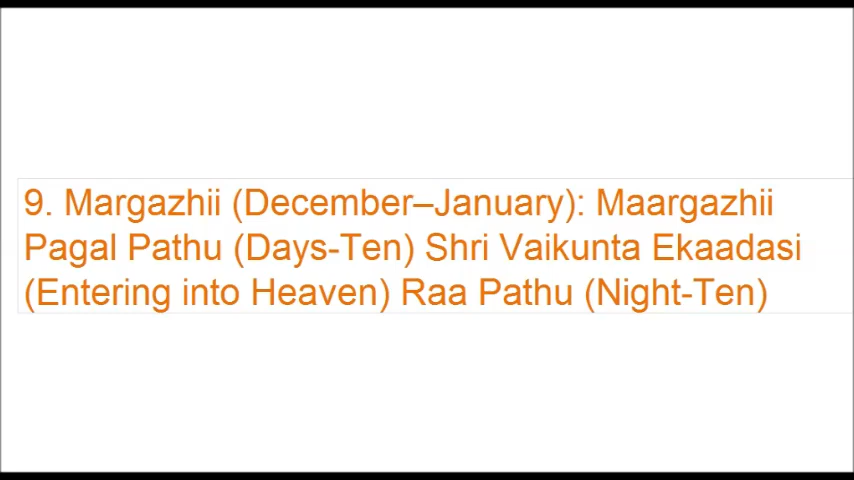 9. Margazhii (December–January): Maargazhii
Pagal Pathu (Days-Ten) Shri Vaikunta Ekaadasi
(Entering into Heaven) Raa Pathu (Night-Ten)